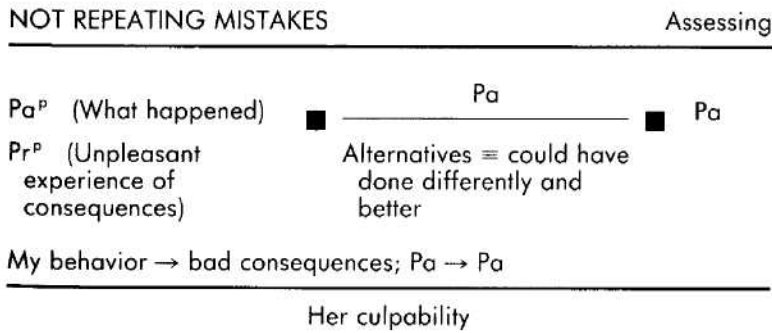 NOT REPEATING MISTAKES Assessing
Paᵖ (What happened) ■ Pa ■ Pa
Prᵖ (Unpleasant experience of consequences) Alternatives ≡ could have done differently and better
My behavior → bad consequences; Pa → Pa
Her culpability